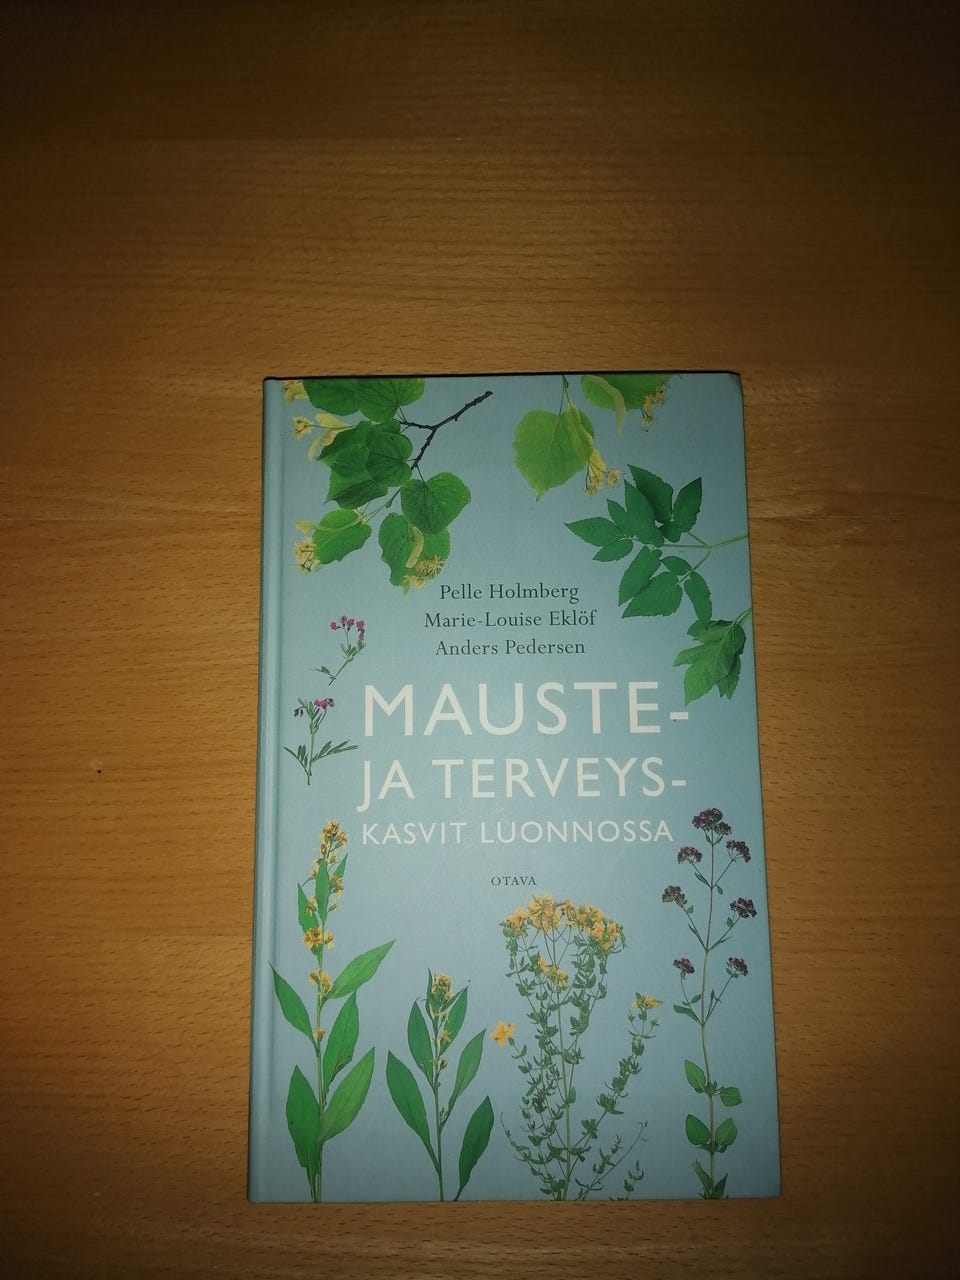 Pelle Holmberg
Marie-Louise Eklöf
Anders Pedersen
MAUSTE-
JA TERVEYS-
KASVIT LUONNOSSA
OTAVA